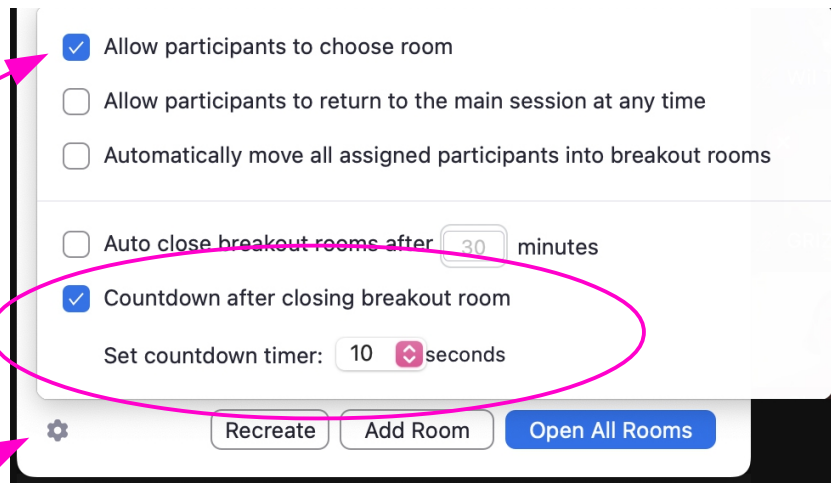 Allow participants to choose room
Allow participants to return to the main session at any time
Automatically move all assigned participants into breakout rooms
Auto close breakout rooms after 30 minutes
Countdown after closing breakout room
Set countdown timer: 10 seconds
Recreate Add Room Open All Rooms